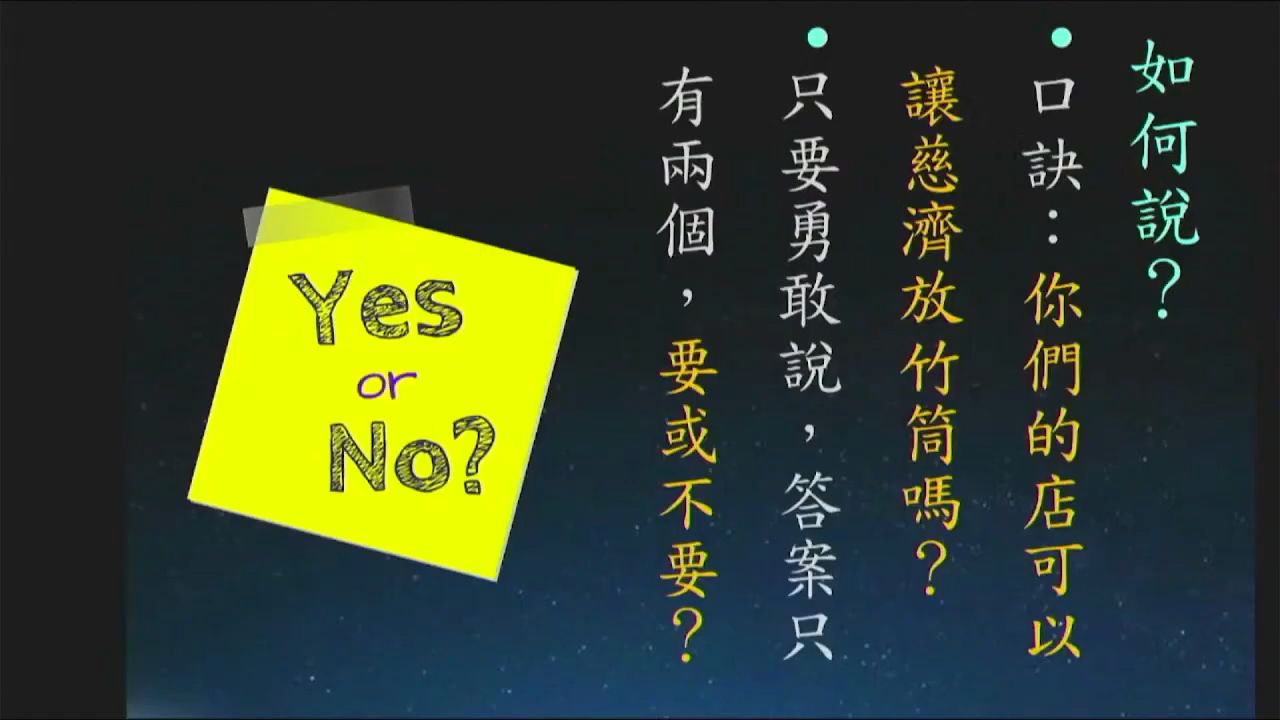 如何說？
• 口訣：你們的店可以
讓慈濟放竹筒嗎？
• 只要勇敢說，答案只
有兩個，要或不要？
Yes
or
No?